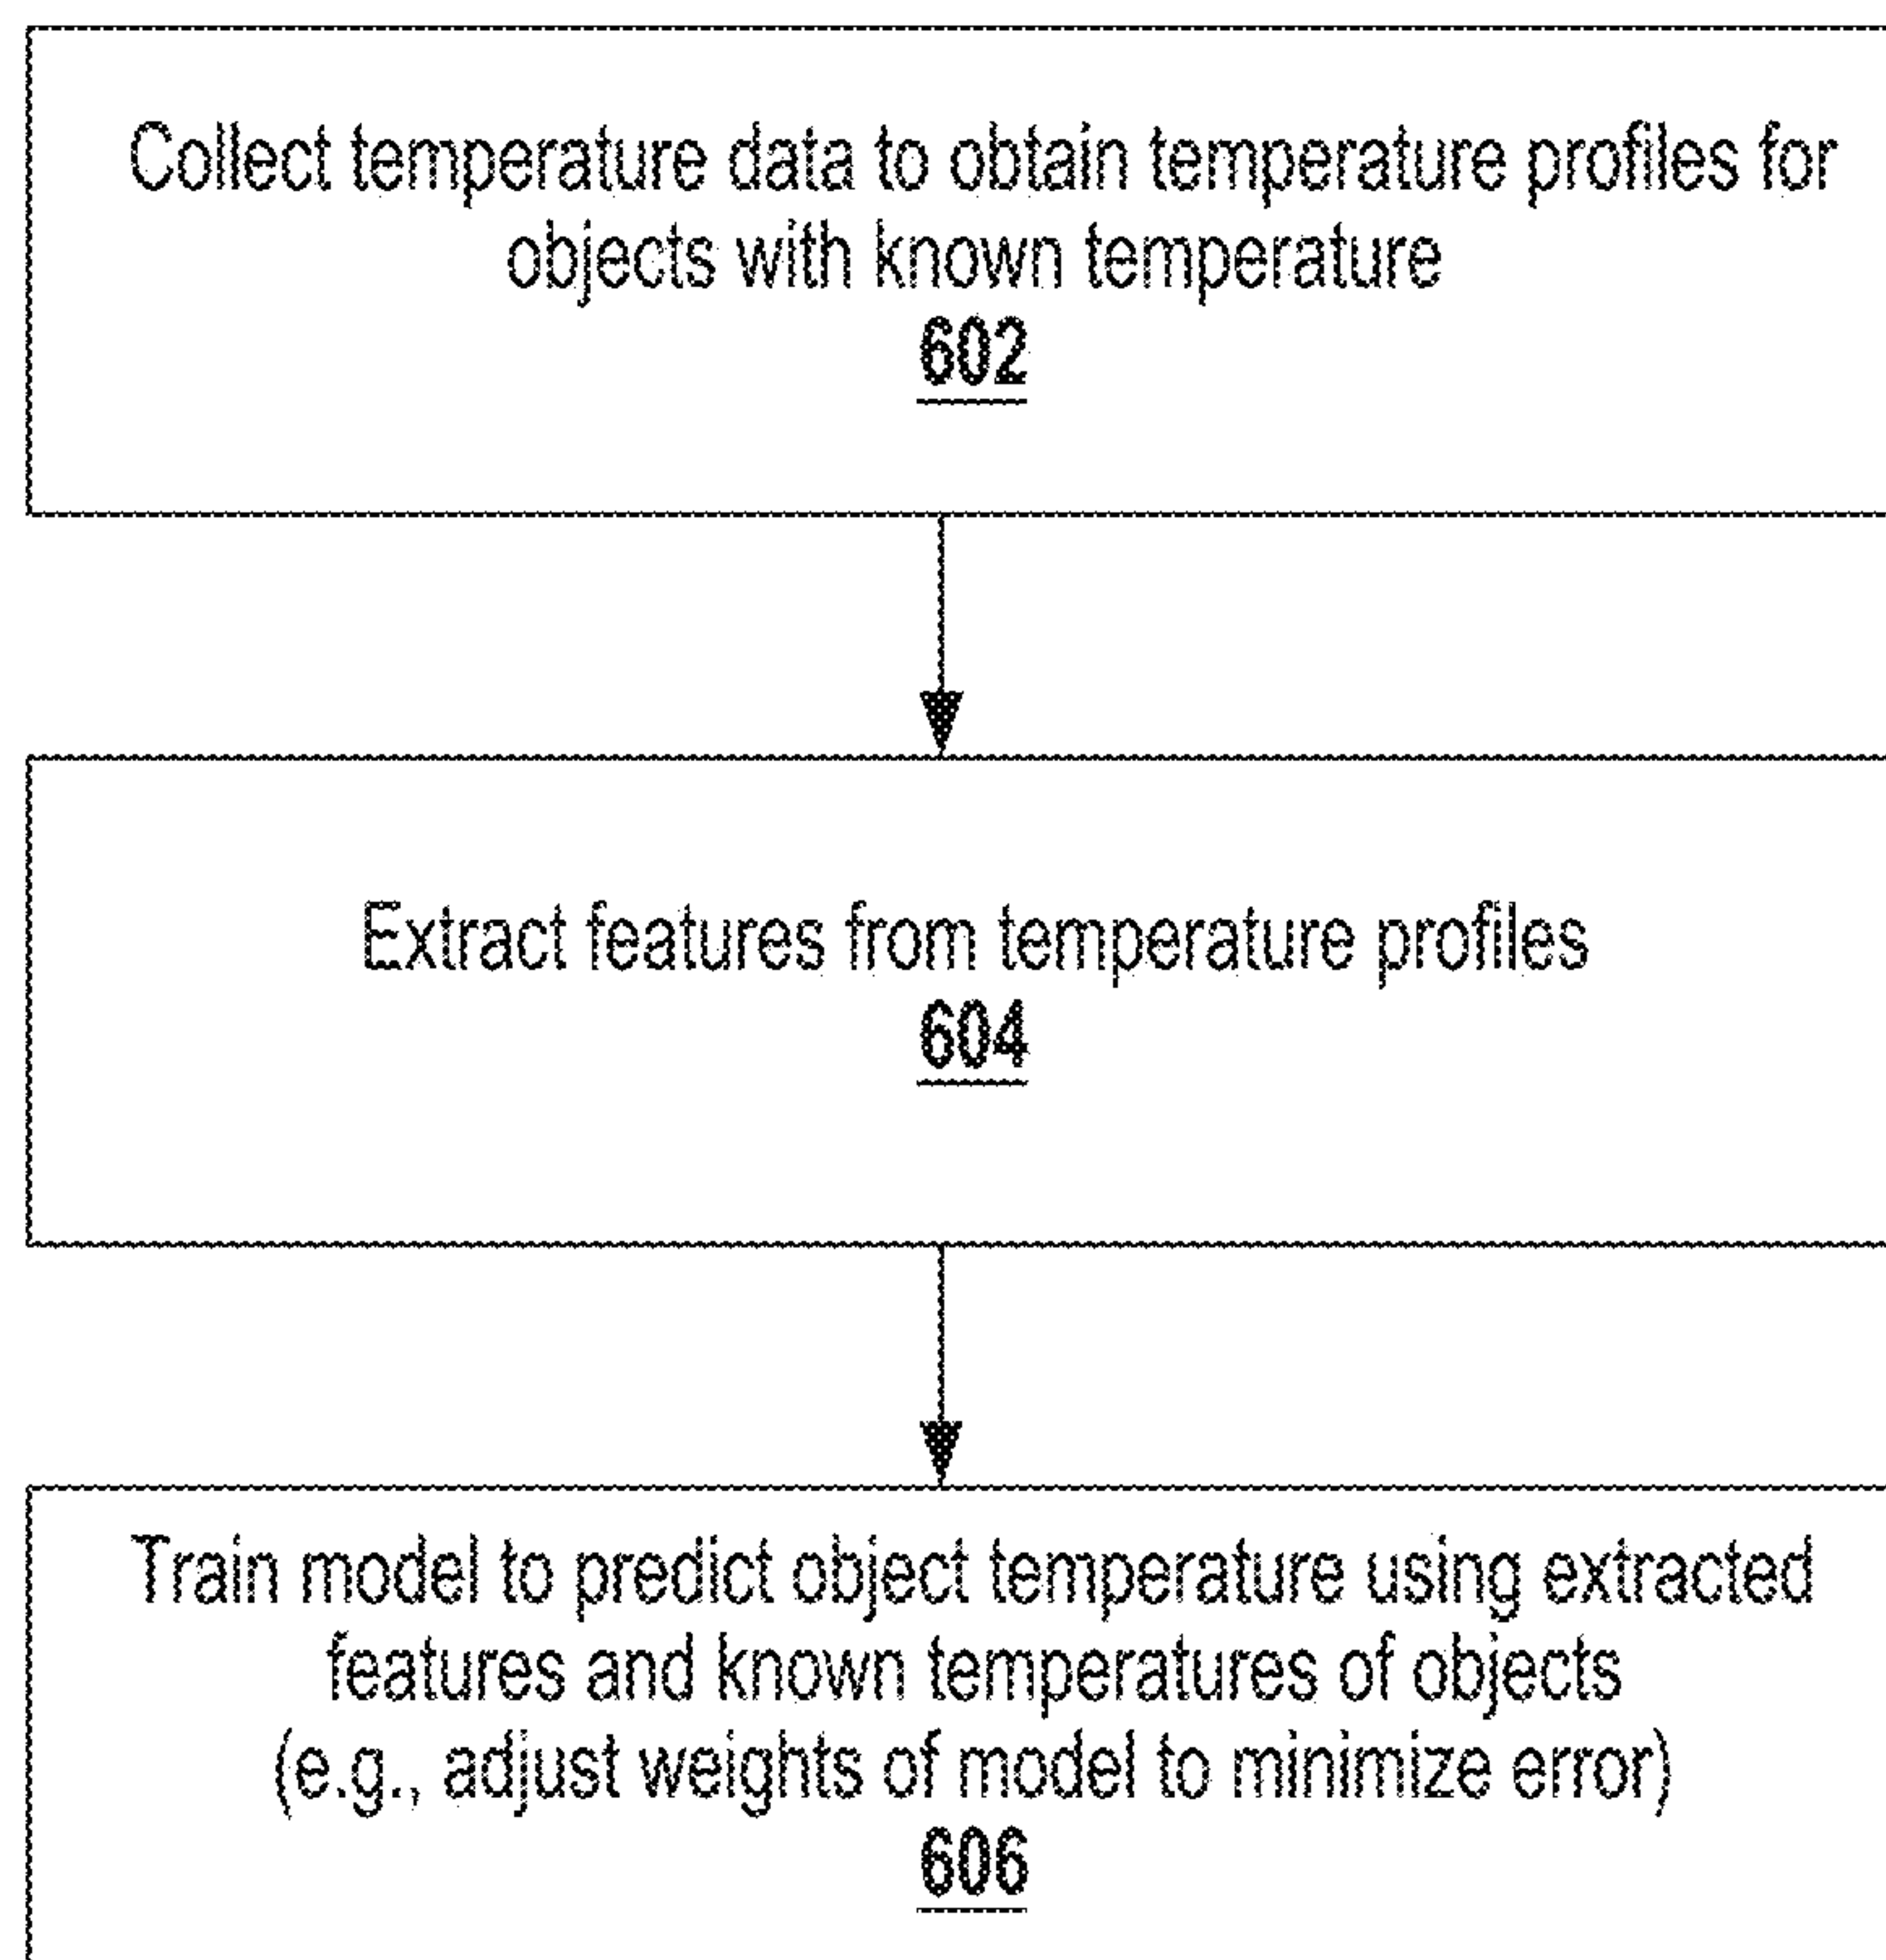 Collect temperature data to obtain temperature profiles for
objects with known temperature
602
Extract features from temperature profiles
604
Train model to predict object temperature using extracted
features and known temperatures of objects
(e.g., adjust weights of model to minimize error)
606